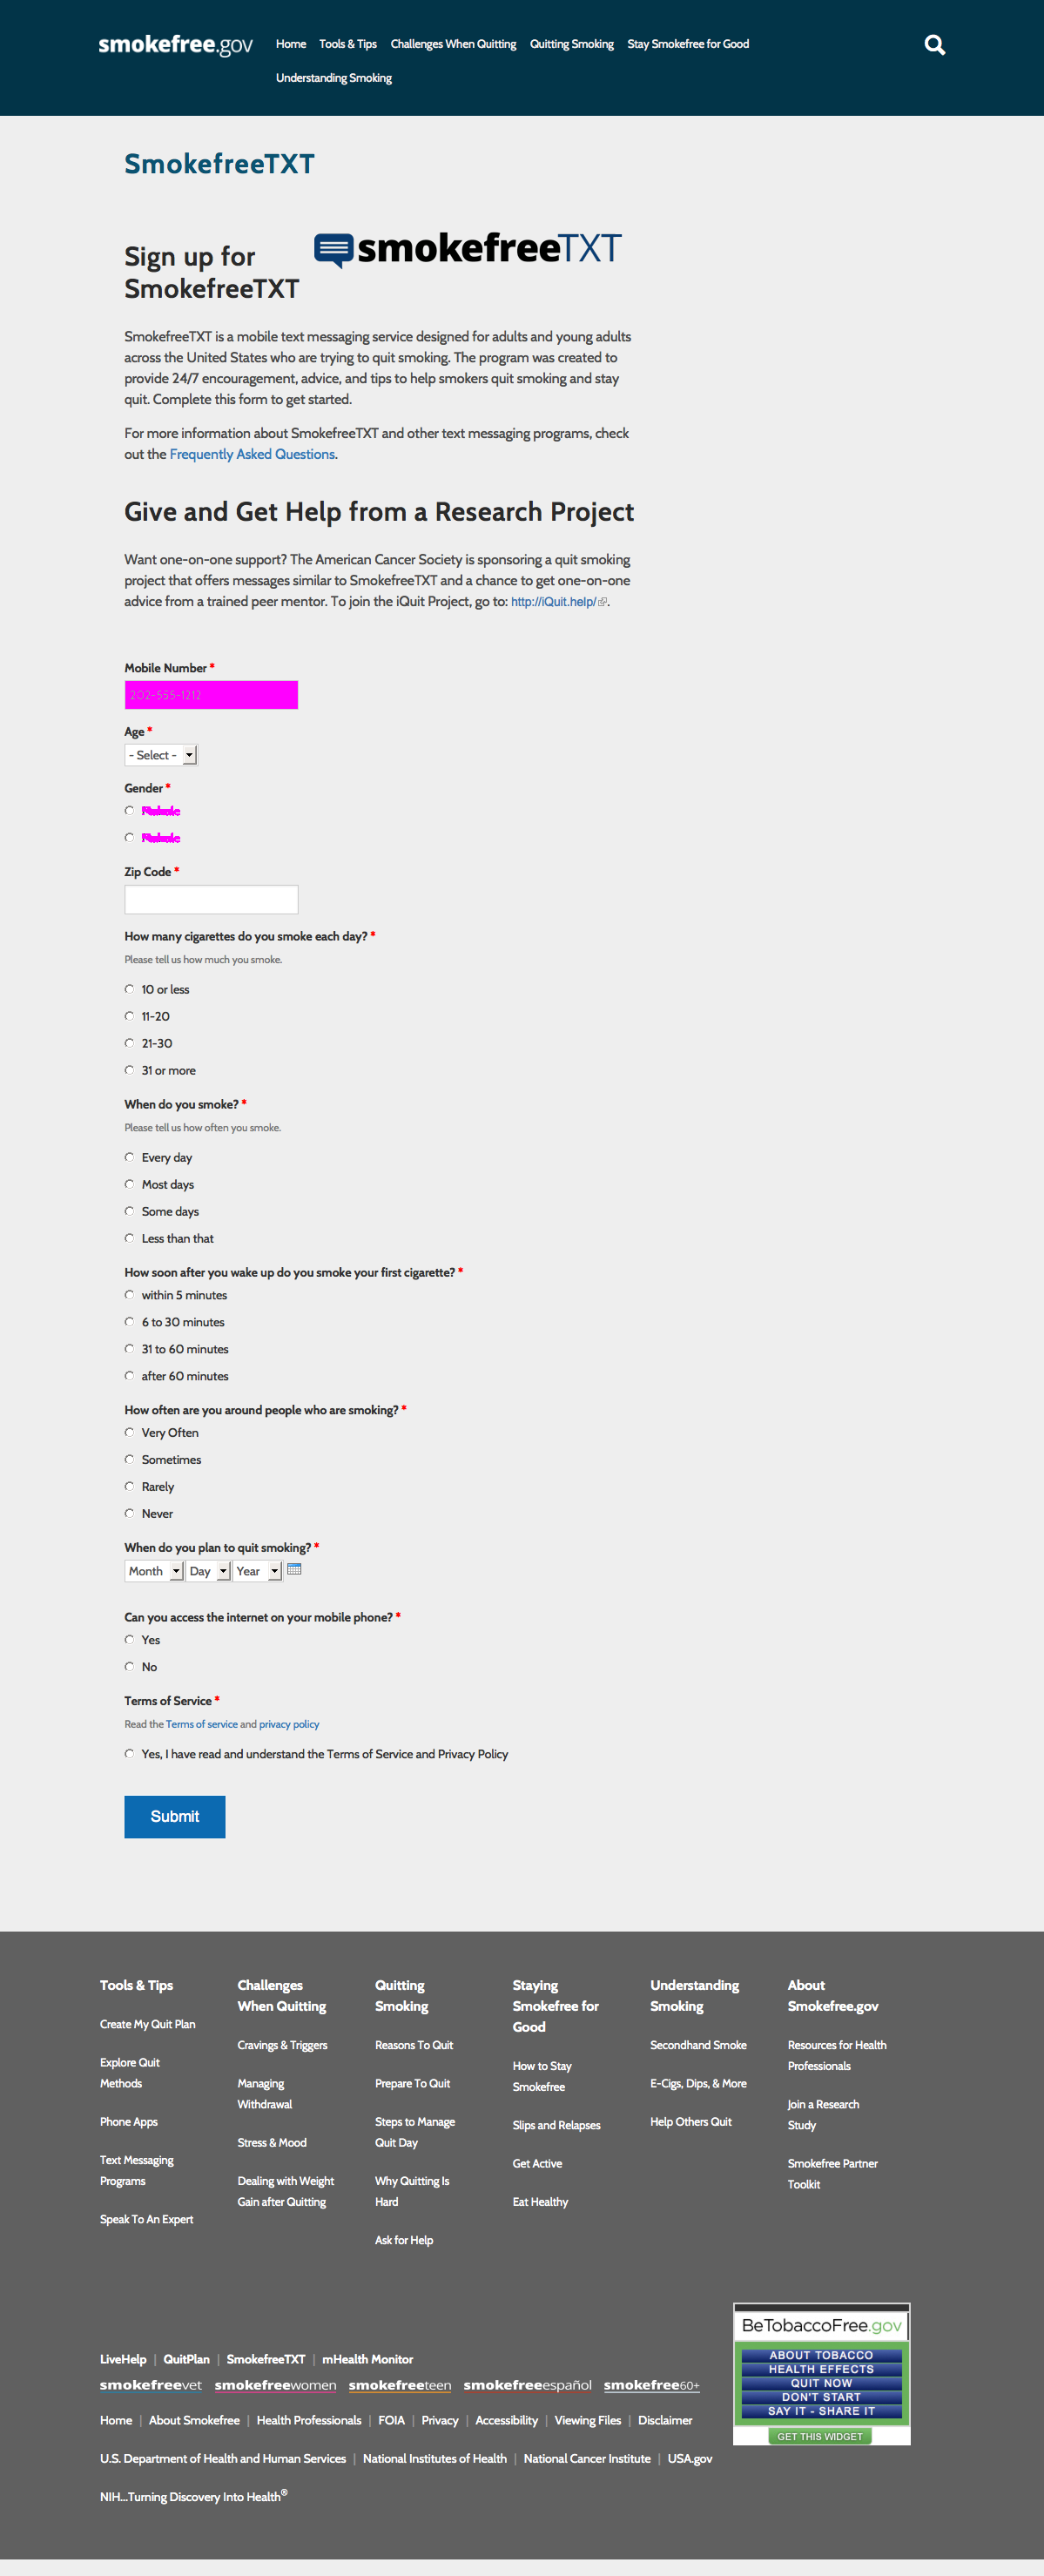 smokefree.gov
Home Tools & Tips Challenges When Quitting Quitting Smoking Stay Smokefree for Good
Understanding Smoking
SmokefreeTXT
Sign up for
SmokefreeTXT
smokefreeTXT
SmokefreeTXT is a mobile text messaging service designed for adults and young adults
across the United States who are trying to quit smoking. The program was created to
provide 24/7 encouragement, advice, and tips to help smokers quit smoking and stay
quit. Complete this form to get started.
For more information about SmokefreeTXT and other text messaging programs, check
out the Frequently Asked Questions.
Give and Get Help from a Research Project
Want one-on-one support? The American Cancer Society is sponsoring a quit smoking
project that offers messages similar to SmokefreeTXT and a chance to get one-on-one
advice from a trained peer mentor. To join the iQuit Project, go to: http://iQuit.help/.
Mobile Number *
202-555-1212
Age *
- Select -
Gender *
Zip Code *
How many cigarettes do you smoke each day? *
Please tell us how much you smoke.
10 or less
11-20
21-30
31 or more
When do you smoke? *
Please tell us how often you smoke.
Every day
Most days
Some days
Less than that
How soon after you wake up do you smoke your first cigarette? *
within 5 minutes
6 to 30 minutes
31 to 60 minutes
after 60 minutes
How often are you around people who are smoking? *
Very Often
Sometimes
Rarely
Never
When do you plan to quit smoking? *
Month Day Year
Can you access the internet on your mobile phone? *
Yes
No
Terms of Service *
Read the Terms of service and privacy policy
Yes, I have read and understand the Terms of Service and Privacy Policy
Submit
Tools & Tips
Create My Quit Plan
Explore Quit
Methods
Phone Apps
Text Messaging
Programs
Speak To An Expert
Challenges
When Quitting
Cravings & Triggers
Managing
Withdrawal
Stress & Mood
Dealing with Weight
Gain after Quitting
Quitting
Smoking
Reasons To Quit
Prepare To Quit
Steps to Manage
Quit Day
Why Quitting Is
Hard
Ask for Help
Staying
Smokefree for
Good
How to Stay
Smokefree
Slips and Relapses
Get Active
Eat Healthy
Understanding
Smoking
Secondhand Smoke
E-Cigs, Dips, & More
Help Others Quit
About
Smokefree.gov
Resources for Health
Professionals
Join a Research
Study
Smokefree Partner
Toolkit
BeTobaccoFree.gov
ABOUT TOBACCO
HEALTH EFFECTS
QUIT NOW
DON'T START
SAY IT - SHARE IT
GET THIS WIDGET
LiveHelp | QuitPlan | SmokefreeTXT | mHealth Monitor
smokefreevet smokefreewomen smokefreeteen smokefreeespañol smokefree60+
Home | About Smokefree | Health Professionals | FOIA | Privacy | Accessibility | Viewing Files | Disclaimer
U.S. Department of Health and Human Services | National Institutes of Health | National Cancer Institute | USA.gov
NIH...Turning Discovery Into Health®